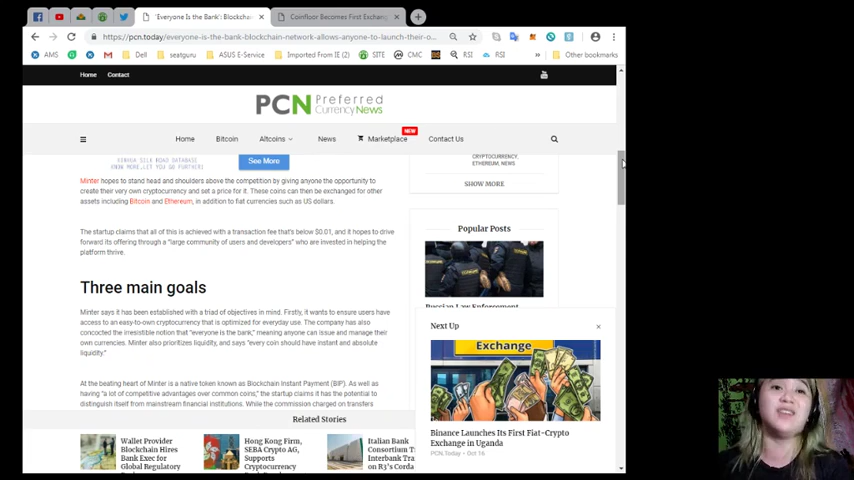 "Everyone Is the Bank: Blockchai
Coinfloor Becomes First Exchang
https://pcn.today/everyone-is-the-bank-blockchain-network-allows-anyone-to-launch-their-o...
AMS
Dell
seatguru
ASUS E-Service
Imported From IE (2)
SITE
CMC
RSI
RSI
»
Other bookmarks
Home Contact
PCN Preferred Currency News
Home Bitcoin Altcoins News Marketplace NEW Contact Us
XINHUA SILK ROAD DATABASE
KNOW MORE, LET YOU GO FURTHER!
See More
CRYPTOCURRENCY,
ETHEREUM, NEWS
SHOW MORE
Minter hopes to stand head and shoulders above the competition by giving anyone the opportunity to
create their very own cryptocurrency and set a price for it. These coins can then be exchanged for other
assets including Bitcoin and Ethereum, in addition to fiat currencies such as US dollars.
The startup claims that all of this is achieved with a transaction fee that's below $0.01, and it hopes to drive
forward its offering through a "large community of users and developers" who are invested in helping the
platform thrive.
Three main goals
Minter says it has been established with a triad of objectives in mind. Firstly, it wants to ensure users have
access to an easy-to-own cryptocurrency that is optimized for everyday use. The company has also
concocted the irresistible notion that "everyone is the bank," meaning anyone can issue and manage their
own currencies. Minter also prioritizes liquidity, and says "every coin should have instant and absolute
liquidity."
At the beating heart of Minter is a native token known as Blockchain Instant Payment (BIP). As well as
having "a lot of competitive advantages over common coins," the startup claims it has the potential to
distinguish itself from mainstream financial institutions. While the commission charged on transfers
Popular Posts
Russian Law Enforcement
Next Up
×
Exchange
Binance Launches Its First Fiat-Crypto
Exchange in Uganda
PCN.Today - Oct 16
Related Stories
Wallet Provider
Blockchain Hires
Bank Exec for
Global Regulatory
Hong Kong Firm,
SEBA Crypto AG,
Supports
Cryptocurrency
Italian Bank
Consortium T
Interbank Tra
on R3's Corda